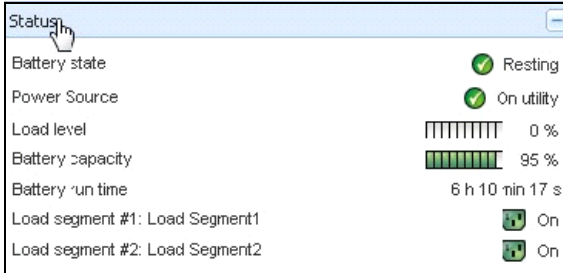 Status
Battery state Resting
Power Source On utility
Load level 0 %
Battery capacity 95 %
Battery run time 6 h 10 min 17 s
Load segment #1: Load Segment1 On
Load segment #2: Load Segment2 On